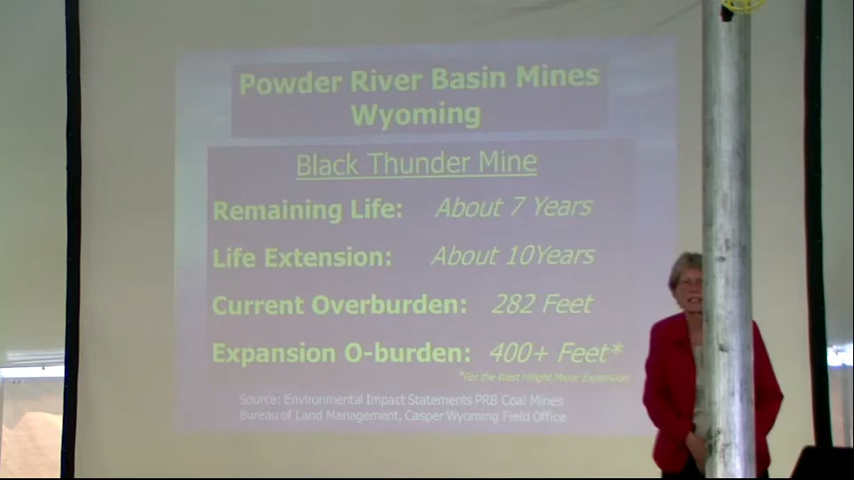 Powder River Basin Mines
Wyoming
Black Thunder Mine
Remaining Life: About 7 Years
Life Extension: About 10Years
Current Overburden: 282 Feet
Expansion O-burden: 400+ Feet*
*For the West Hilight Major Expansion.
Source: Environmental Impact Statements PRB Coal Mines
Bureau of Land Management, Casper Wyoming Field Office